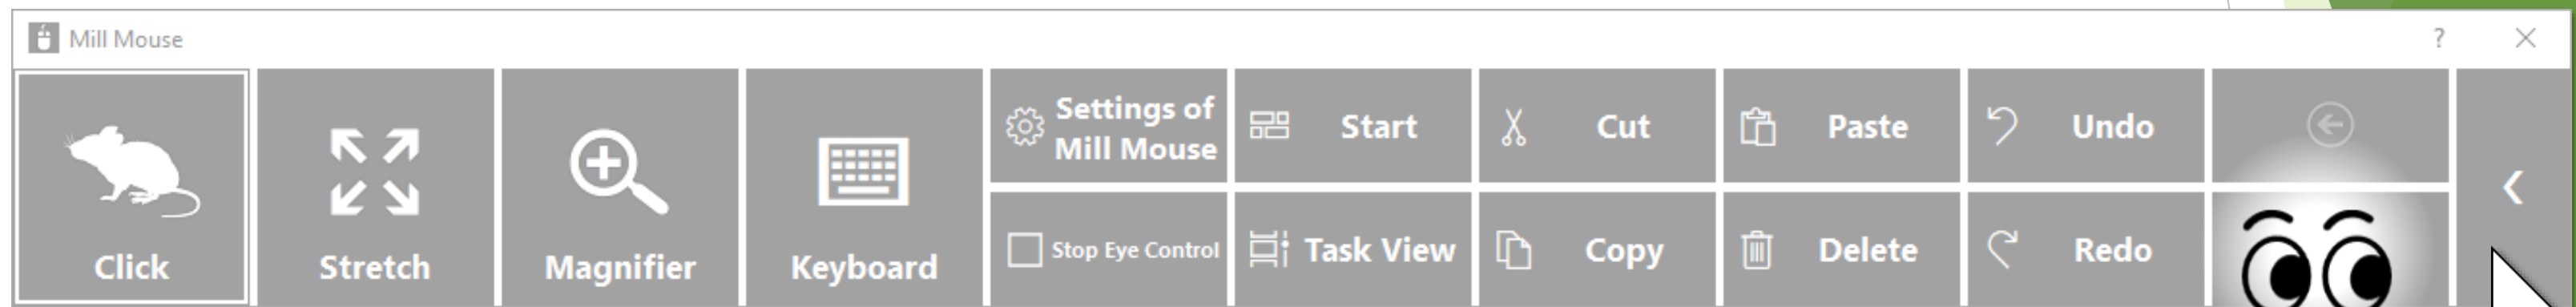 Mill Mouse
?
Click
Stretch
Magnifier
Keyboard
Settings of
Mill Mouse
Start
Cut
Paste
Undo
Stop Eye Control
Task View
Copy
Delete
Redo